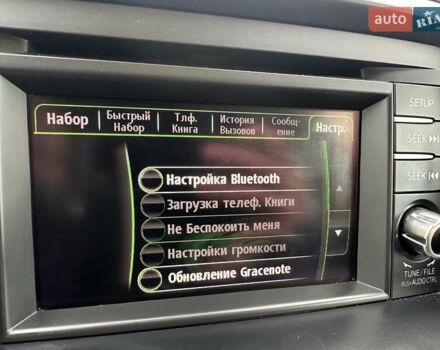 auto RIA
Набор
Быстрый Набор
Тлф. Книга
История Вызовов
Сообщ-ение
Настр.
Настройка Bluetooth
Загрузка телеф. Книги
Не Беспокоить меня
Настройки громкости
Обновление Gracenote
SETUP
SEEK
SEEK
TUNE/FILE
PUSH AUDIO CTRL